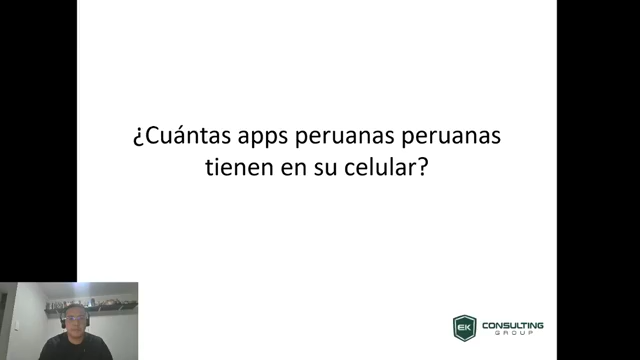 ¿Cuántas apps peruanas peruanas
tienen en su celular?
EK CONSULTING
GROUP